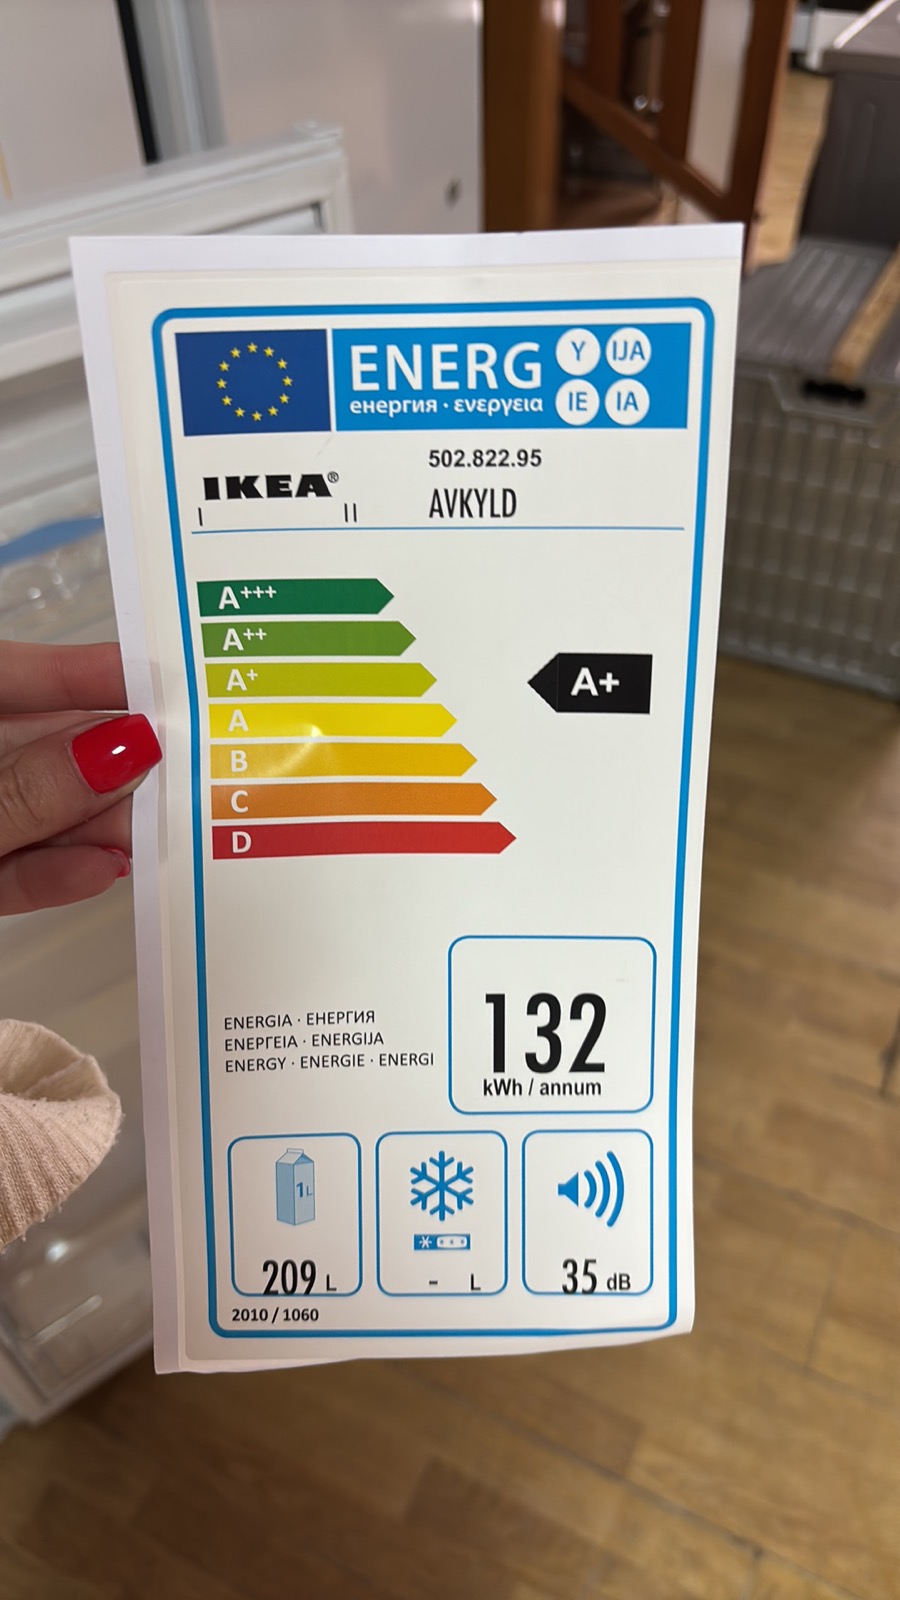 ENERG Y IJA
енергия · ενεργεια IE IA
502.822.95
IKEA®
I II AVKYLD
A+++
A++
A+
A+
A
B
C
D
ENERGIA · ЕНЕРГИЯ
ΕΝΕΡΓΕΙΑ · ENERGIJA
ENERGY · ENERGIE · ENERGI
132
kWh / annum
1L
209 L
- L
35 dB
2010 / 1060